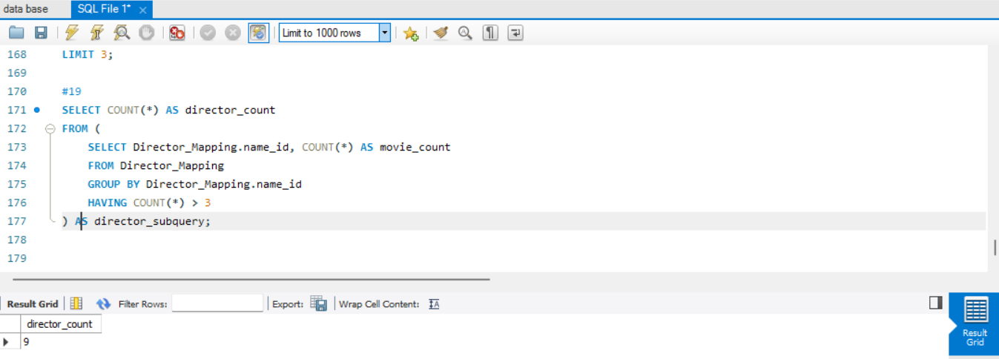 data base SQL File 1* ×
Limit to 1000 rows
168 LIMIT 3;
169
170 #19
171 SELECT COUNT(*) AS director_count
172 FROM (
173 SELECT Director_Mapping.name_id, COUNT(*) AS movie_count
174 FROM Director_Mapping
175 GROUP BY Director_Mapping.name_id
176 HAVING COUNT(*) > 3
177 ) AS director_subquery;
178
179
Result Grid Filter Rows: Export: Wrap Cell Content: IA
director_count
9
Result
Grid